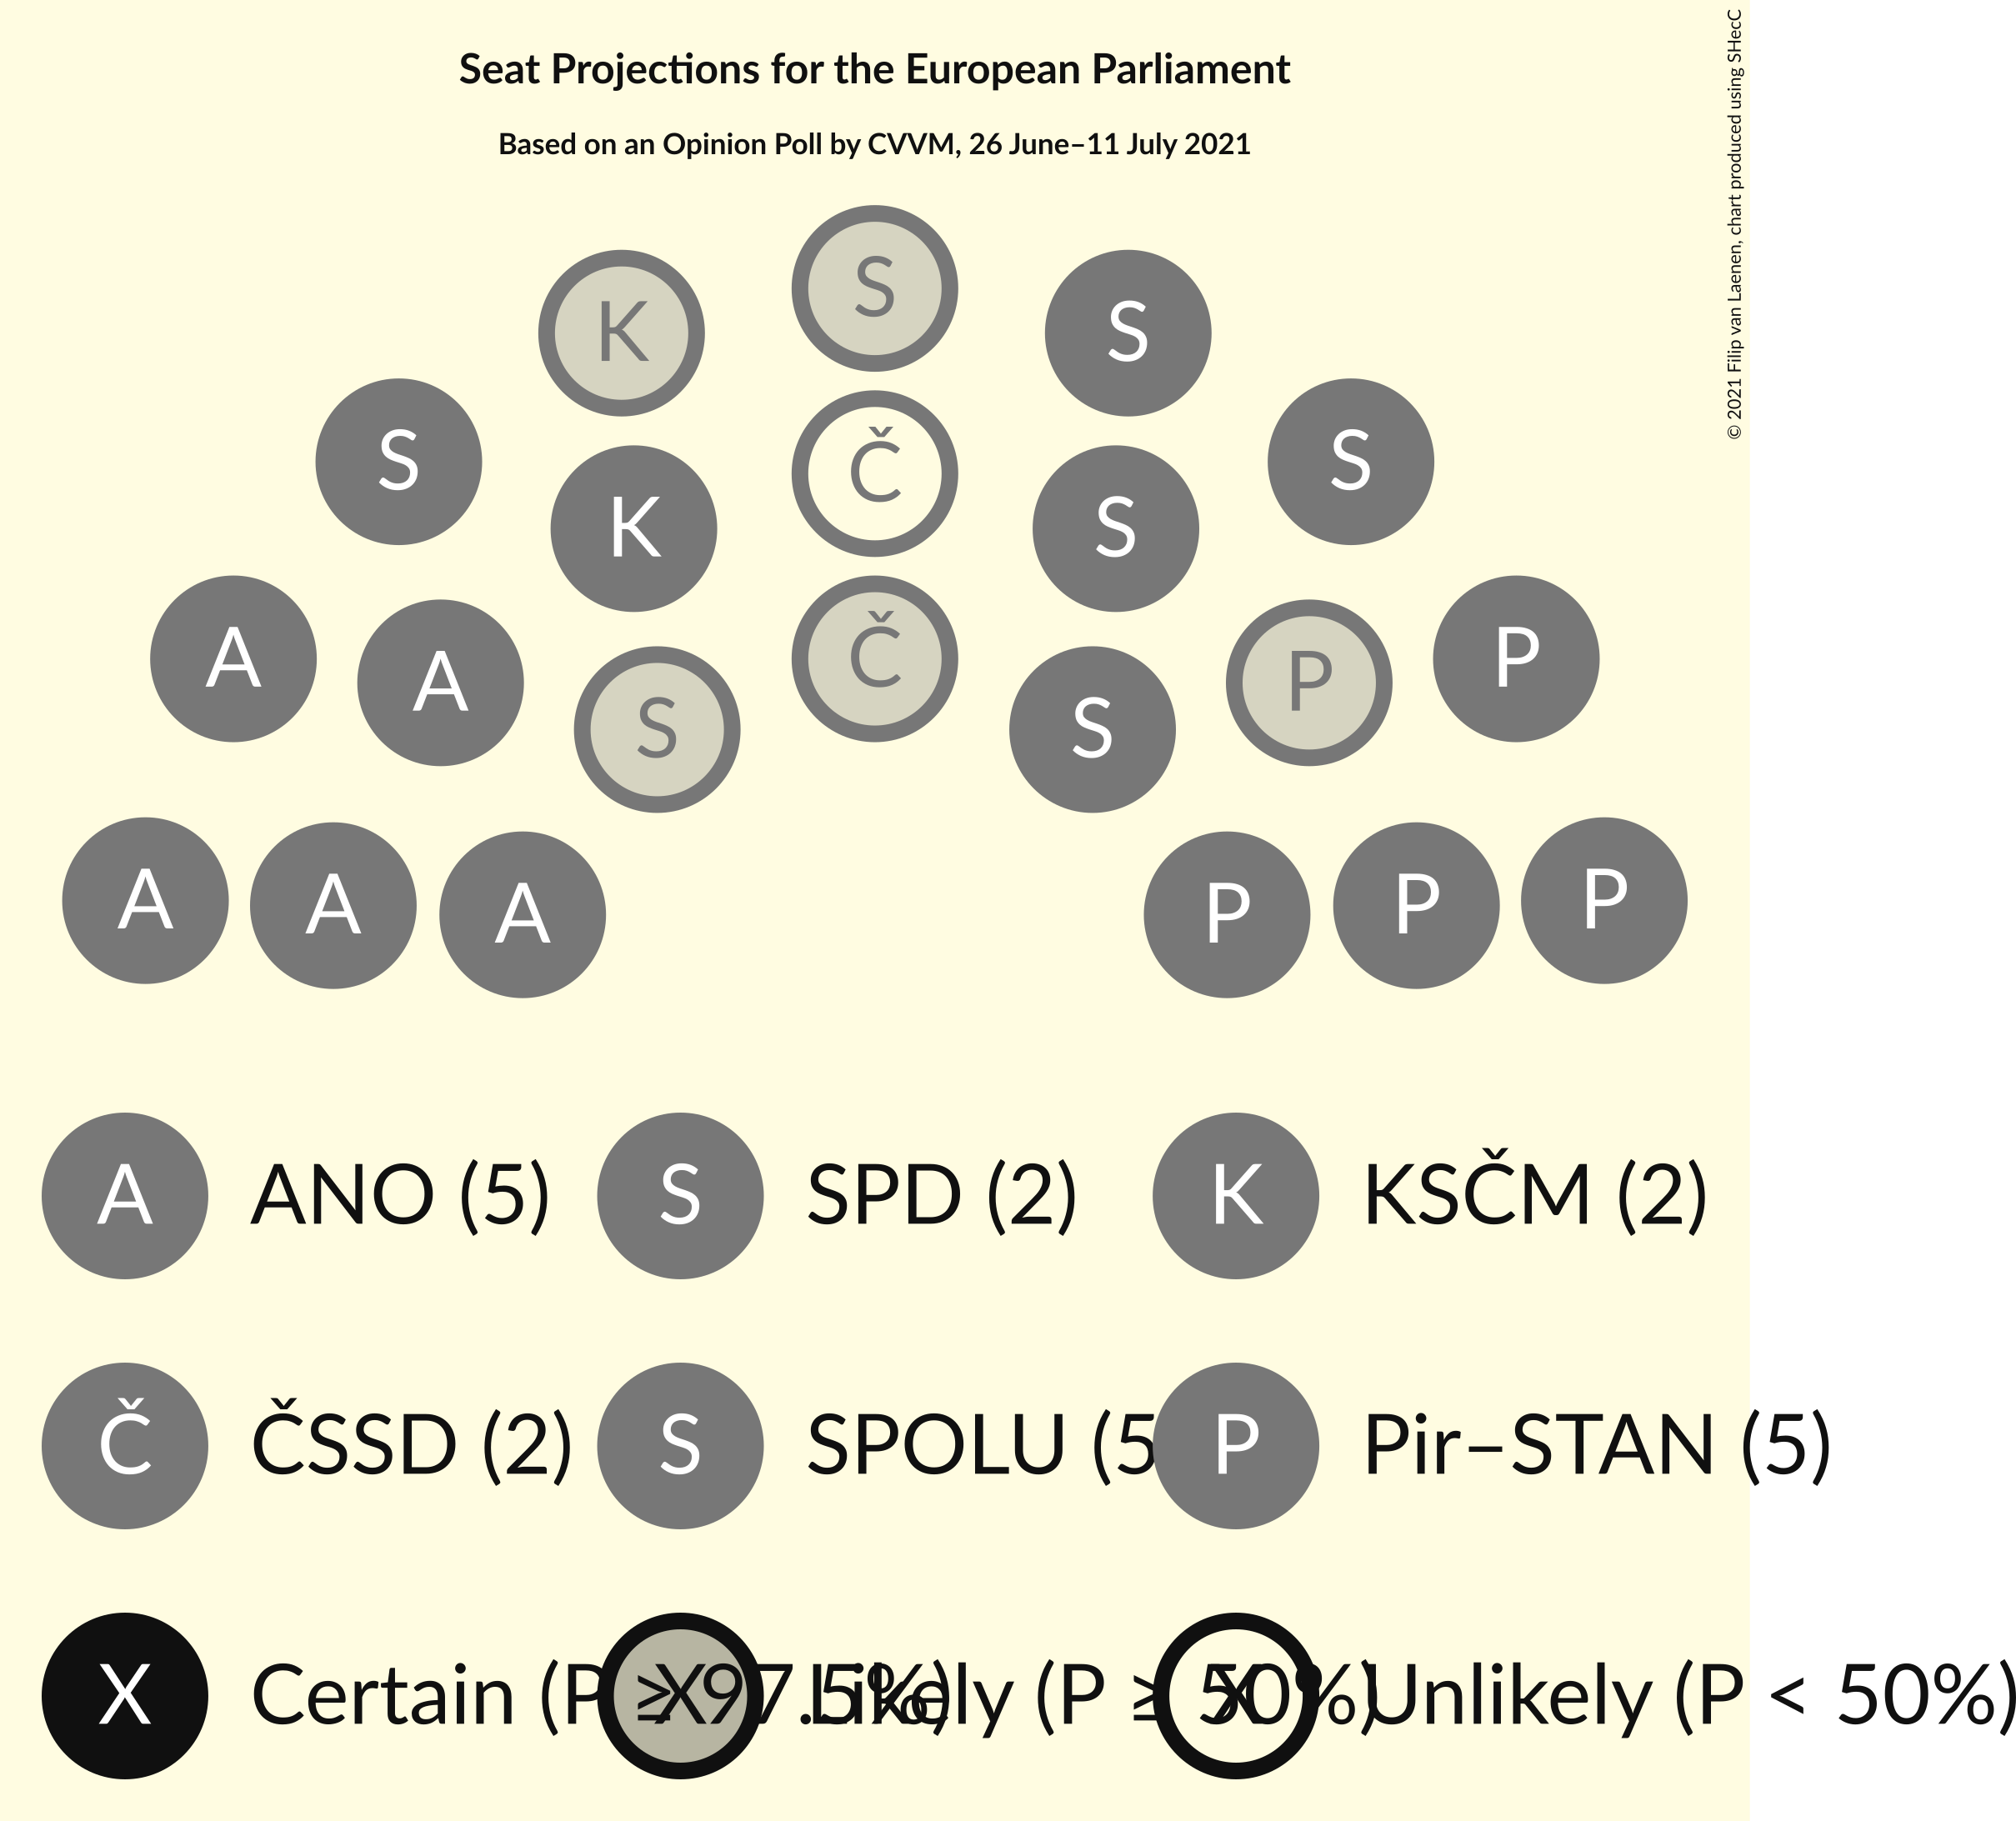 Seat Projections for the European Parliament
Based on an Opinion Poll by CVVM, 26 June–11 July 2021
© 2021 Filip van Laenen, chart produced using SHecC
S
K S
S S
Č
K S
A P
Č
A P
S S
A A A P P P
A ANO (5) S SPD (2) K KSČM (2)
Č ČSSD (2) S SPOLU (5 P Pir–STAN (5)
X Certain (P ≥ 97.5%) X Likely (P ≥ 50%) X Unlikely (P < 50%)